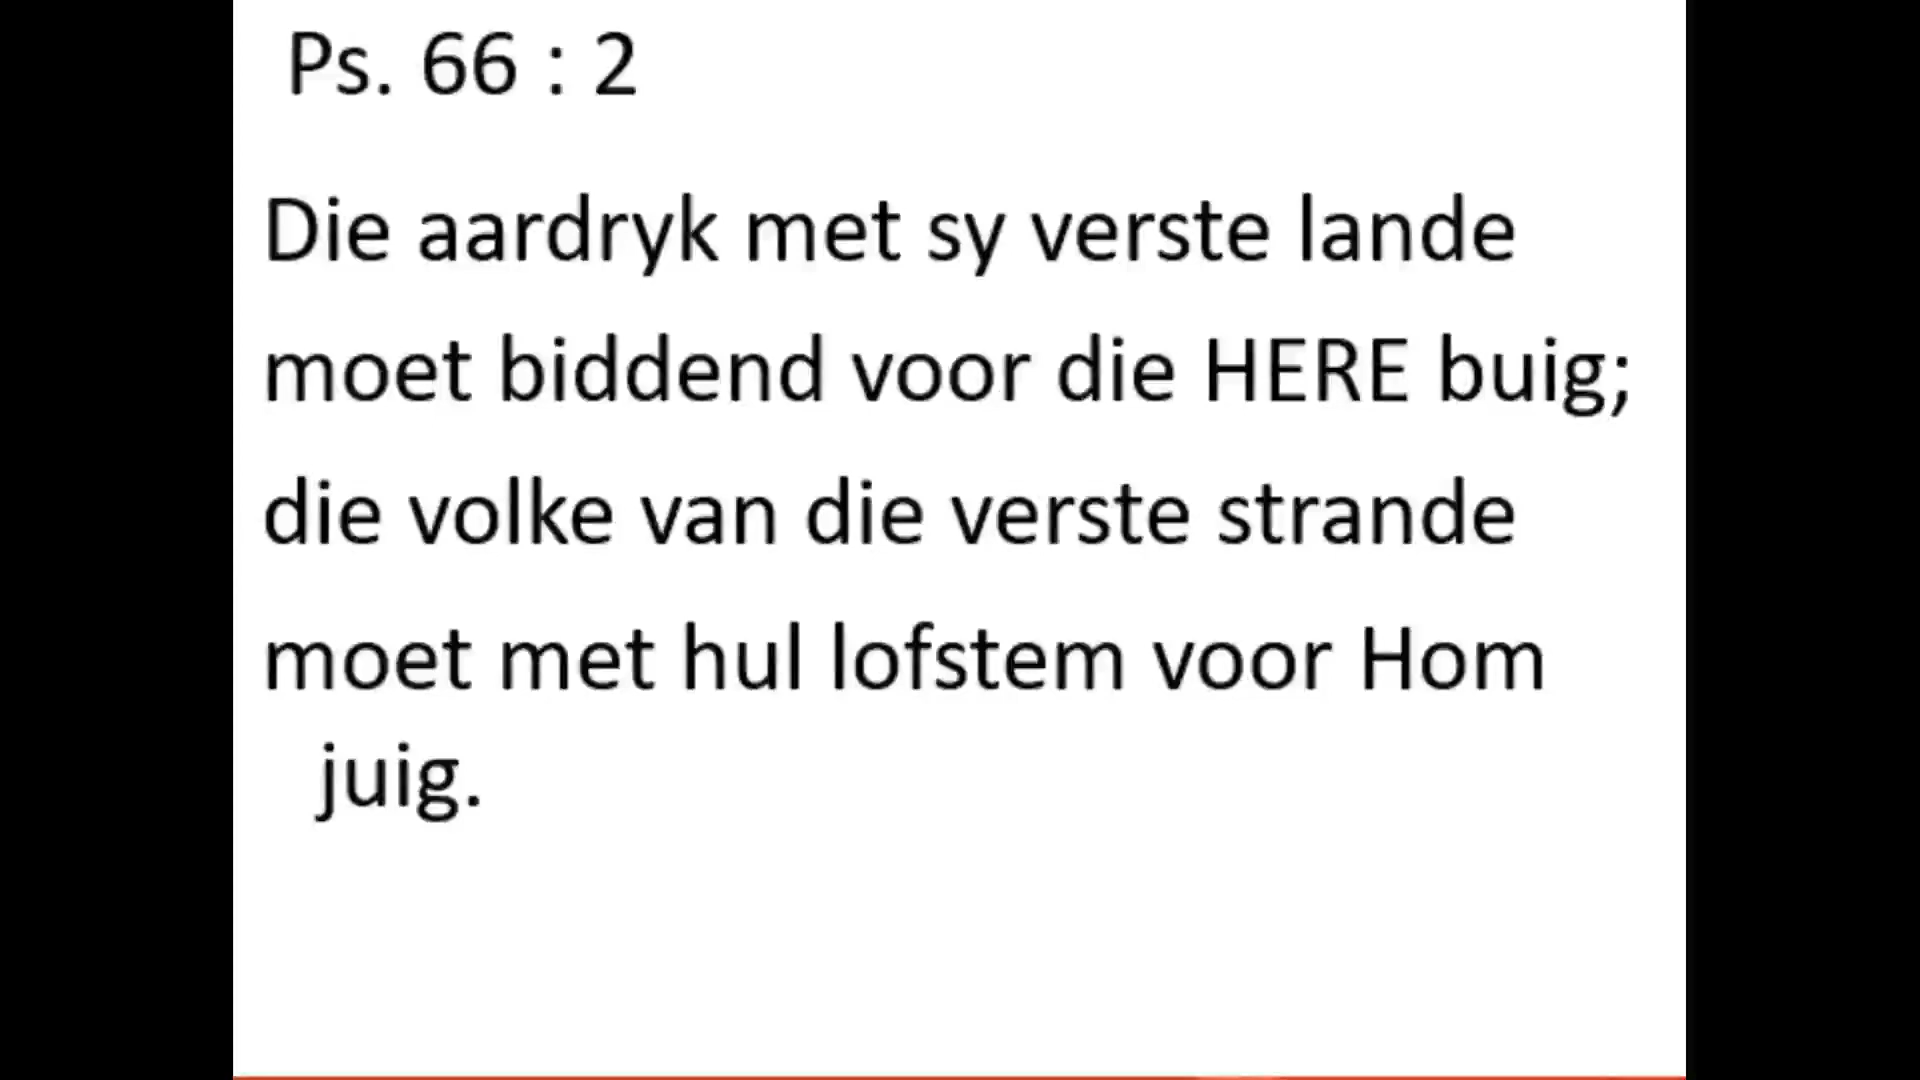 Ps. 66 : 2
Die aardryk met sy verste lande
moet biddend voor die HERE buig;
die volke van die verste strande
moet met hul lofstem voor Hom
juig.